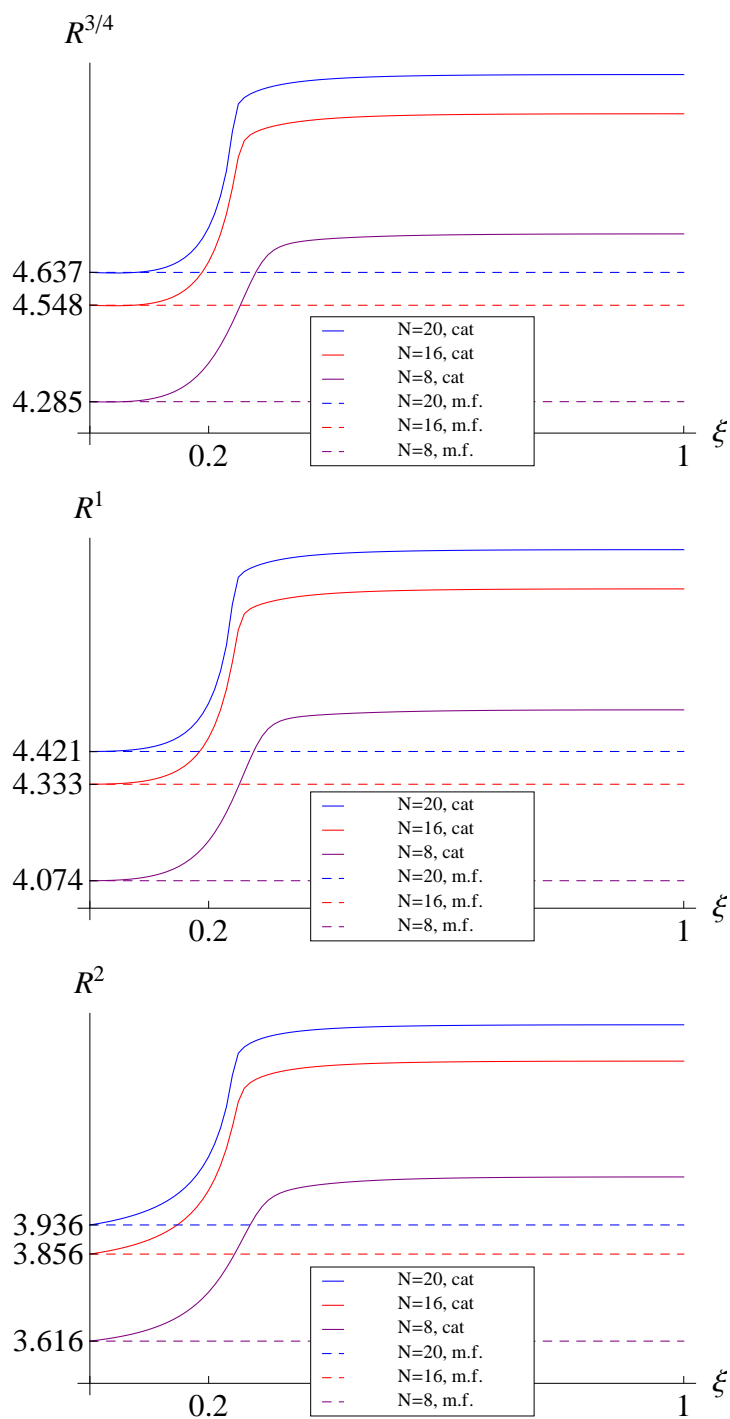 R^{3/4}
4.637
4.548
4.285
N=20, cat
N=16, cat
N=8, cat
N=20, m.f.
N=16, m.f.
N=8, m.f.
0.2
1
ξ
R^1
4.421
4.333
4.074
N=20, cat
N=16, cat
N=8, cat
N=20, m.f.
N=16, m.f.
N=8, m.f.
0.2
1
ξ
R^2
3.936
3.856
3.616
N=20, cat
N=16, cat
N=8, cat
N=20, m.f.
N=16, m.f.
N=8, m.f.
0.2
1
ξ